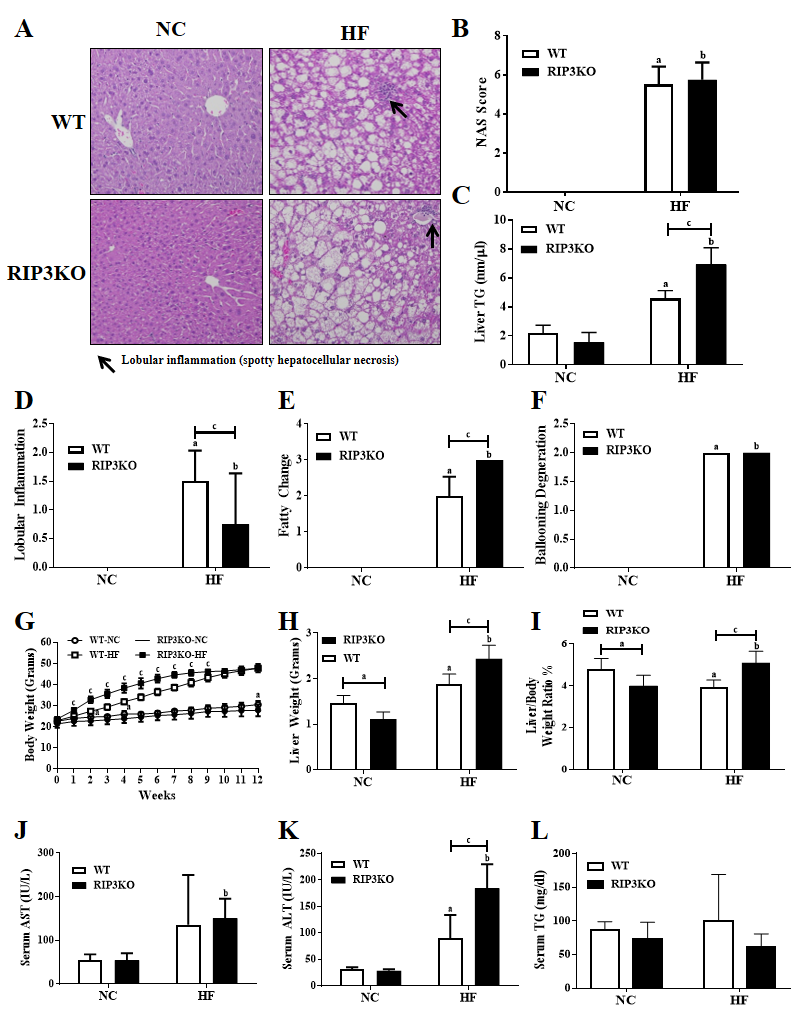 A
NC
HF
WT
RIP3KO
Lobular inflammation (spotty hepatocellular necrosis)
B
NAS Score
8
6
4
2
0
WT
RIP3KO
a
b
NC
HF
C
Liver TG (nm/µl)
10
8
6
4
2
0
WT
RIP3KO
c
a
b
NC
HF
D
Lobular Inflammation
2.5
2.0
1.5
1.0
0.5
0.0
WT
RIP3KO
c
a
b
NC
HF
E
Fatty Change
4
3
2
1
0
WT
RIP3KO
c
a
b
NC
HF
F
Ballooning Degneration
2.5
2.0
1.5
1.0
0.5
0.0
WT
RIP3KO
a
b
NC
HF
G
Body Weight (Grams)
60
50
40
30
20
10
0
WT-NC
RIP3KO-NC
WT-HF
RIP3KO-HF
c c c c c c c c c
a a a
0 1 2 3 4 5 6 7 8 9 10 11 12
Weeks
H
Liver Weight (Grams)
3
2
1
0
RIP3KO
WT
a
c
a
b
NC
HF
I
Liver/Body
Weight Ratio %
6
4
2
0
WT
RIP3KO
a
c
a
b
NC
HF
J
Serum AST (IU/L)
300
200
100
0
WT
RIP3KO
b
NC
HF
K
Serum ALT (IU/L)
250
200
150
100
50
0
WT
RIP3KO
c
a
b
NC
HF
L
Serum TG (mg/dl)
200
150
100
50
0
WT
RIP3KO
NC
HF